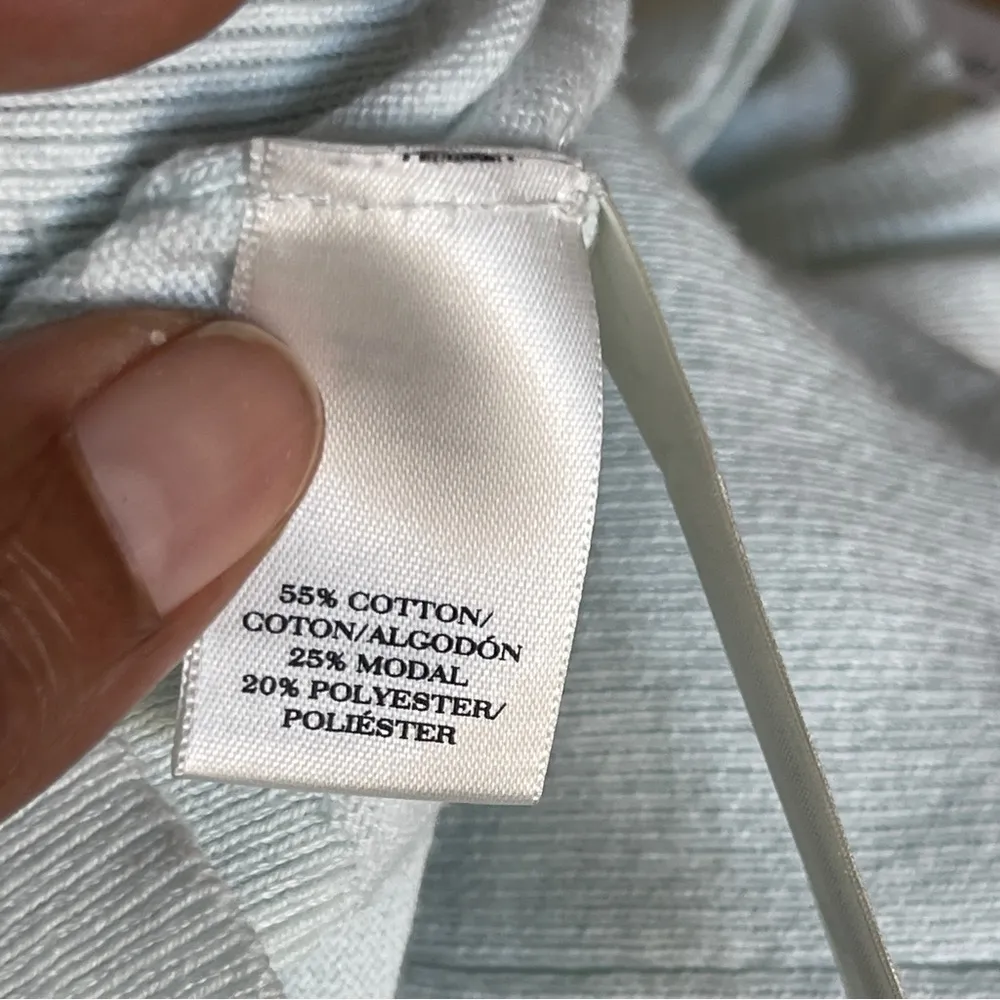 55% COTTON/
COTON/ALGODÓN
25% MODAL
20% POLYESTER/
POLIÉSTER